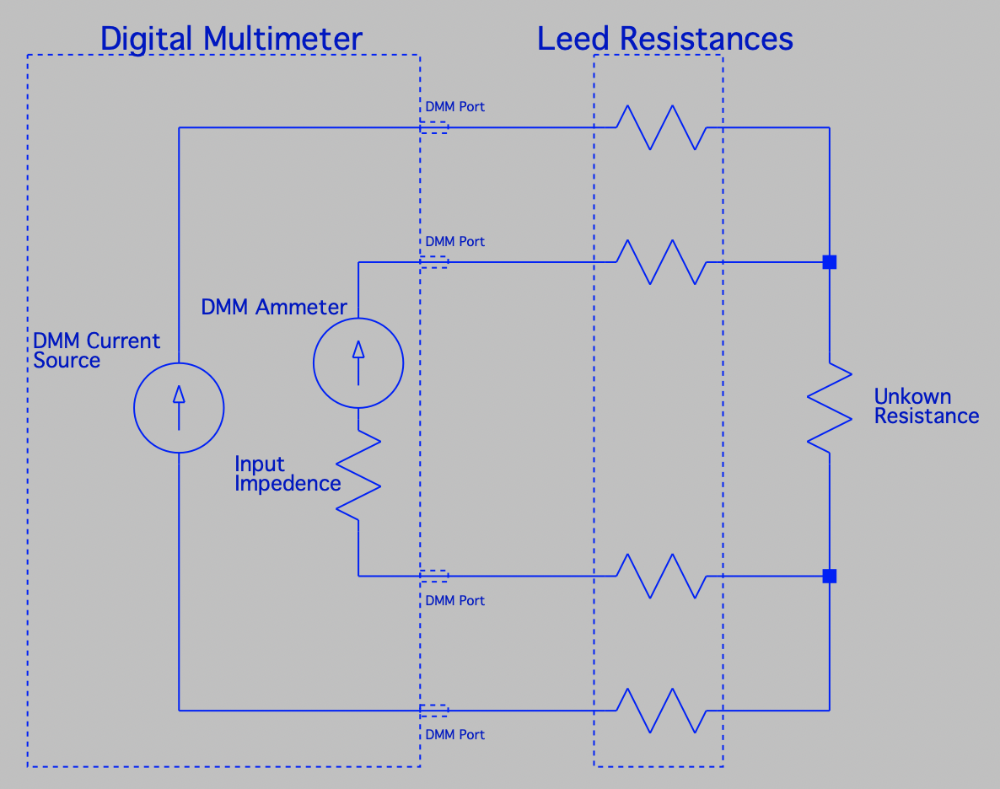 Digital Multimeter
Leed Resistances
DMM Port
DMM Port
DMM Ammeter
DMM Current
Source
Unkown
Resistance
Input
Impedence
DMM Port
DMM Port